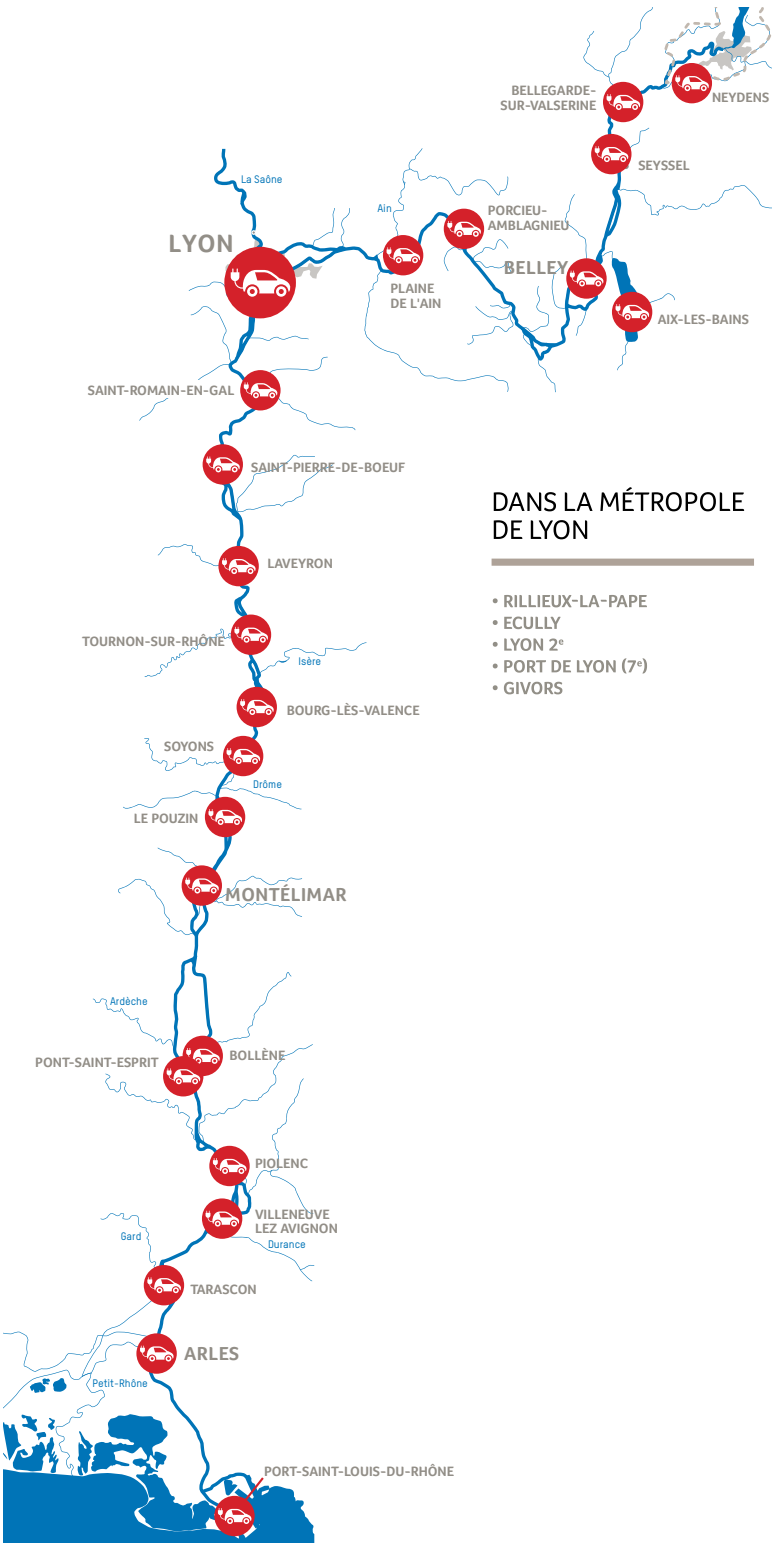 BELLEGARDE-
SUR-VALSERINE
NEYDENS
SEYSSEL
La Saône
Ain
PORCIEU-
AMBLAGNIEU
LYON
BELLEY
PLAINE
DE L'AIN
AIX-LES-BAINS
SAINT-ROMAIN-EN-GAL
SAINT-PIERRE-DE-BOEUF
DANS LA MÉTROPOLE
DE LYON
• RILLIEUX-LA-PAPE
• ECULLY
• LYON 2e
• PORT DE LYON (7e)
• GIVORS
LAVEYRON
TOURNON-SUR-RHÔNE
Isère
BOURG-LÈS-VALENCE
SOYONS
Drôme
LE POUZIN
MONTÉLIMAR
Ardèche
BOLLÈNE
PONT-SAINT-ESPRIT
PIOLENC
VILLENEUVE
LEZ AVIGNON
Gard
Durance
TARASCON
ARLES
Petit-Rhône
PORT-SAINT-LOUIS-DU-RHÔNE